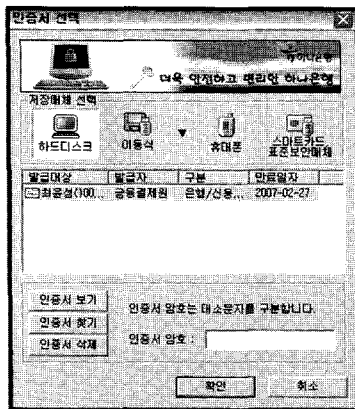 인증서 선택
하나은행
더욱 안전하고 편리한 하나은행
저장매체 선택
하드디스크
이동식
휴대폰
스마트카드
표준보안매체
발급대상 발급자 구분 만료일자
금융결제원 은행/신용... 2007-02-27
인증서 보기
인증서 찾기
인증서 삭제
인증서 암호는 대소문자를 구분합니다.
인증서 암호 :
확인
취소